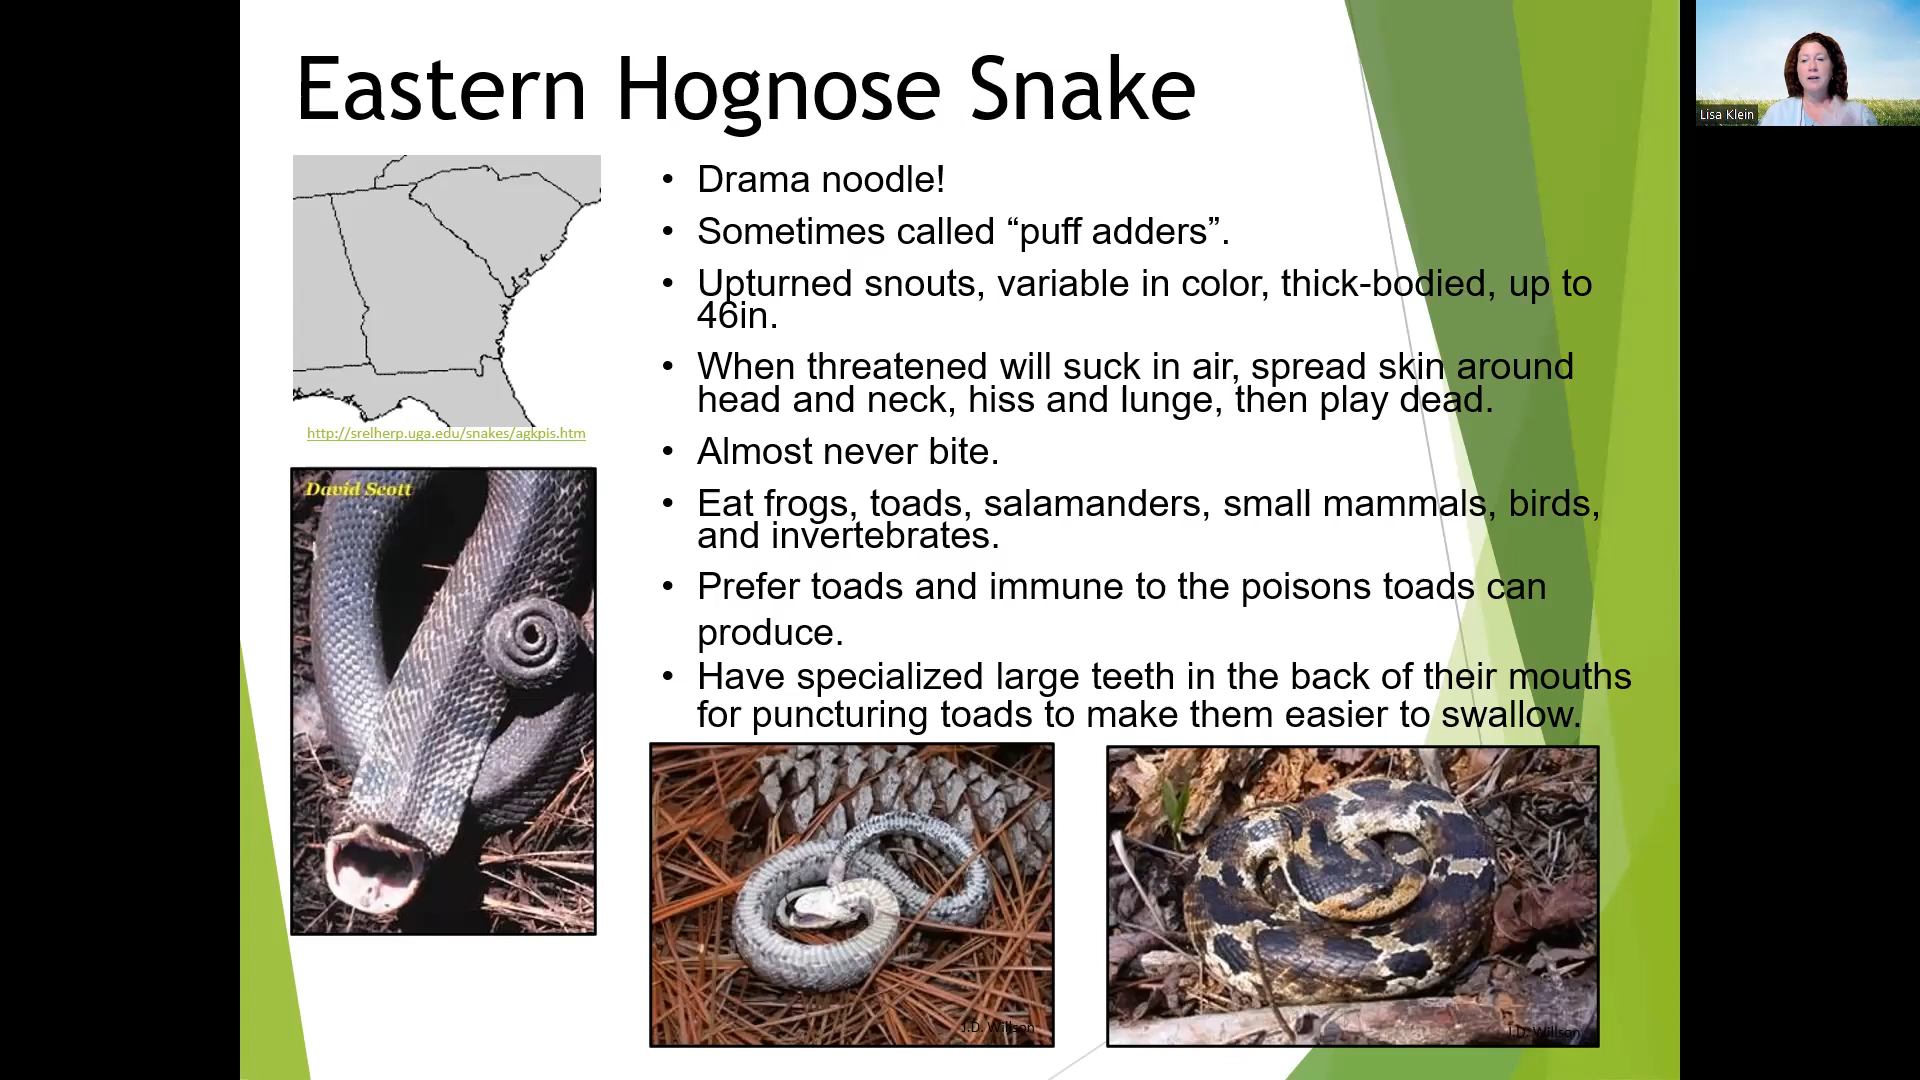 Eastern Hognose Snake
Lisa Klein
• Drama noodle!
• Sometimes called “puff adders”.
• Upturned snouts, variable in color, thick-bodied, up to
46in.
• When threatened will suck in air, spread skin around
head and neck, hiss and lunge, then play dead.
• Almost never bite.
• Eat frogs, toads, salamanders, small mammals, birds,
and invertebrates.
• Prefer toads and immune to the poisons toads can
produce.
• Have specialized large teeth in the back of their mouths
for puncturing toads to make them easier to swallow.
http://srelherp.uga.edu/snakes/agkpis.htm
David Scott
J.D. Willson
J.D. Willson